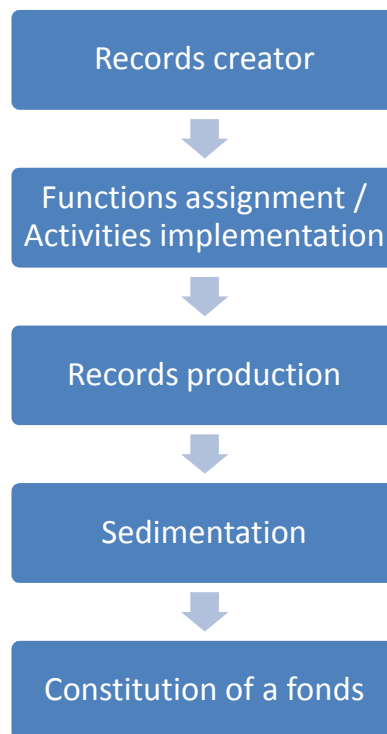 Records creator
Functions assignment /
Activities implementation
Records production
Sedimentation
Constitution of a fonds